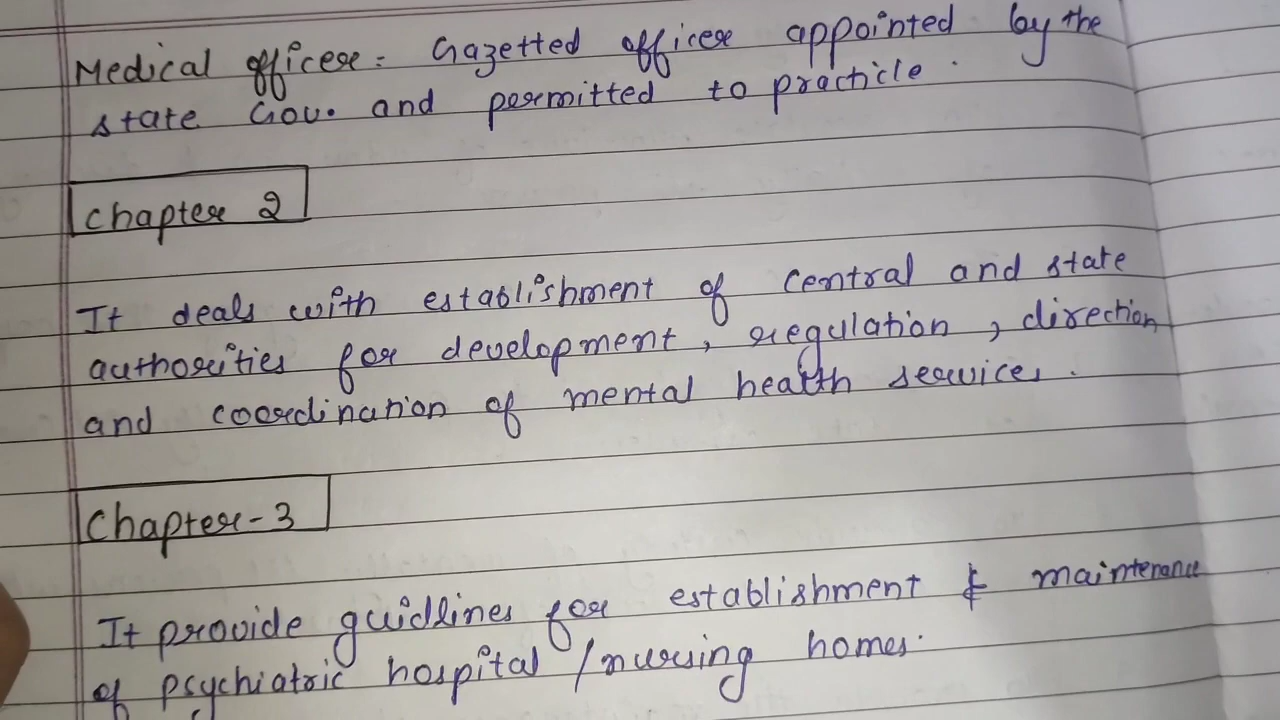 Medical officer = Gazetted officer appointed by the
state Gov. and permitted to practicle.
Chapter 2
It deals with establishment of central and state
authorities for development, regulation, direction
and coordination of mental health services.
Chapter-3
It provide guidlines for establishment & maintenance
of psychiatric hospital /nursing homes.